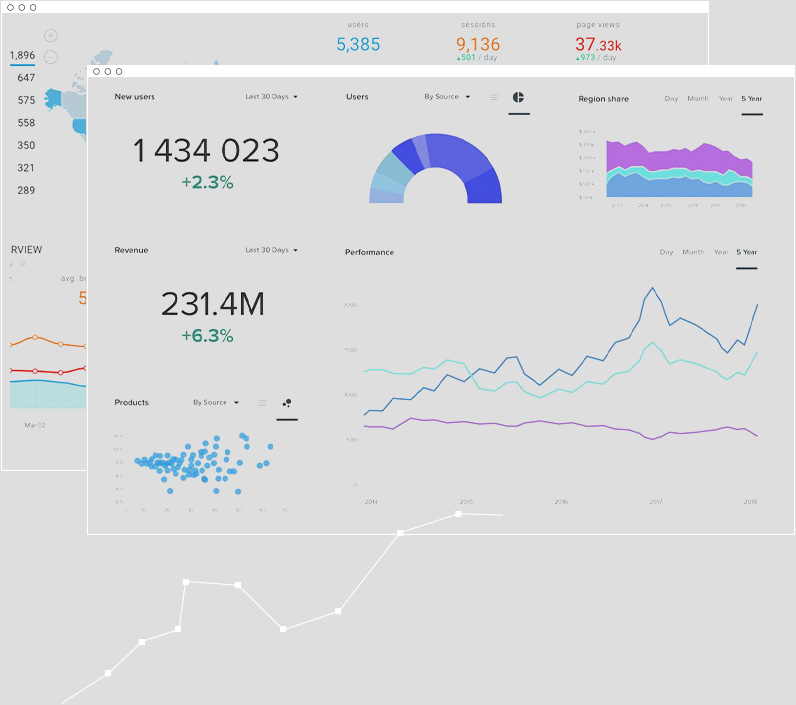 users
sessions
page views
5,385
9,136
37.33k
▲501 / day
▲973 / day
1,896
647
575
558
350
321
289
RVIEW
avg. b
5
Mar 02
New users
Last 30 Days
1 434 023
+2.3%
Users
By Source
Region share
Day Month Year 5 Year
Revenue
Last 30 Days
231.4M
+6.3%
Performance
Day Month Year 5 Year
0
2014 2015 2016 2017 2018
Products
By Source